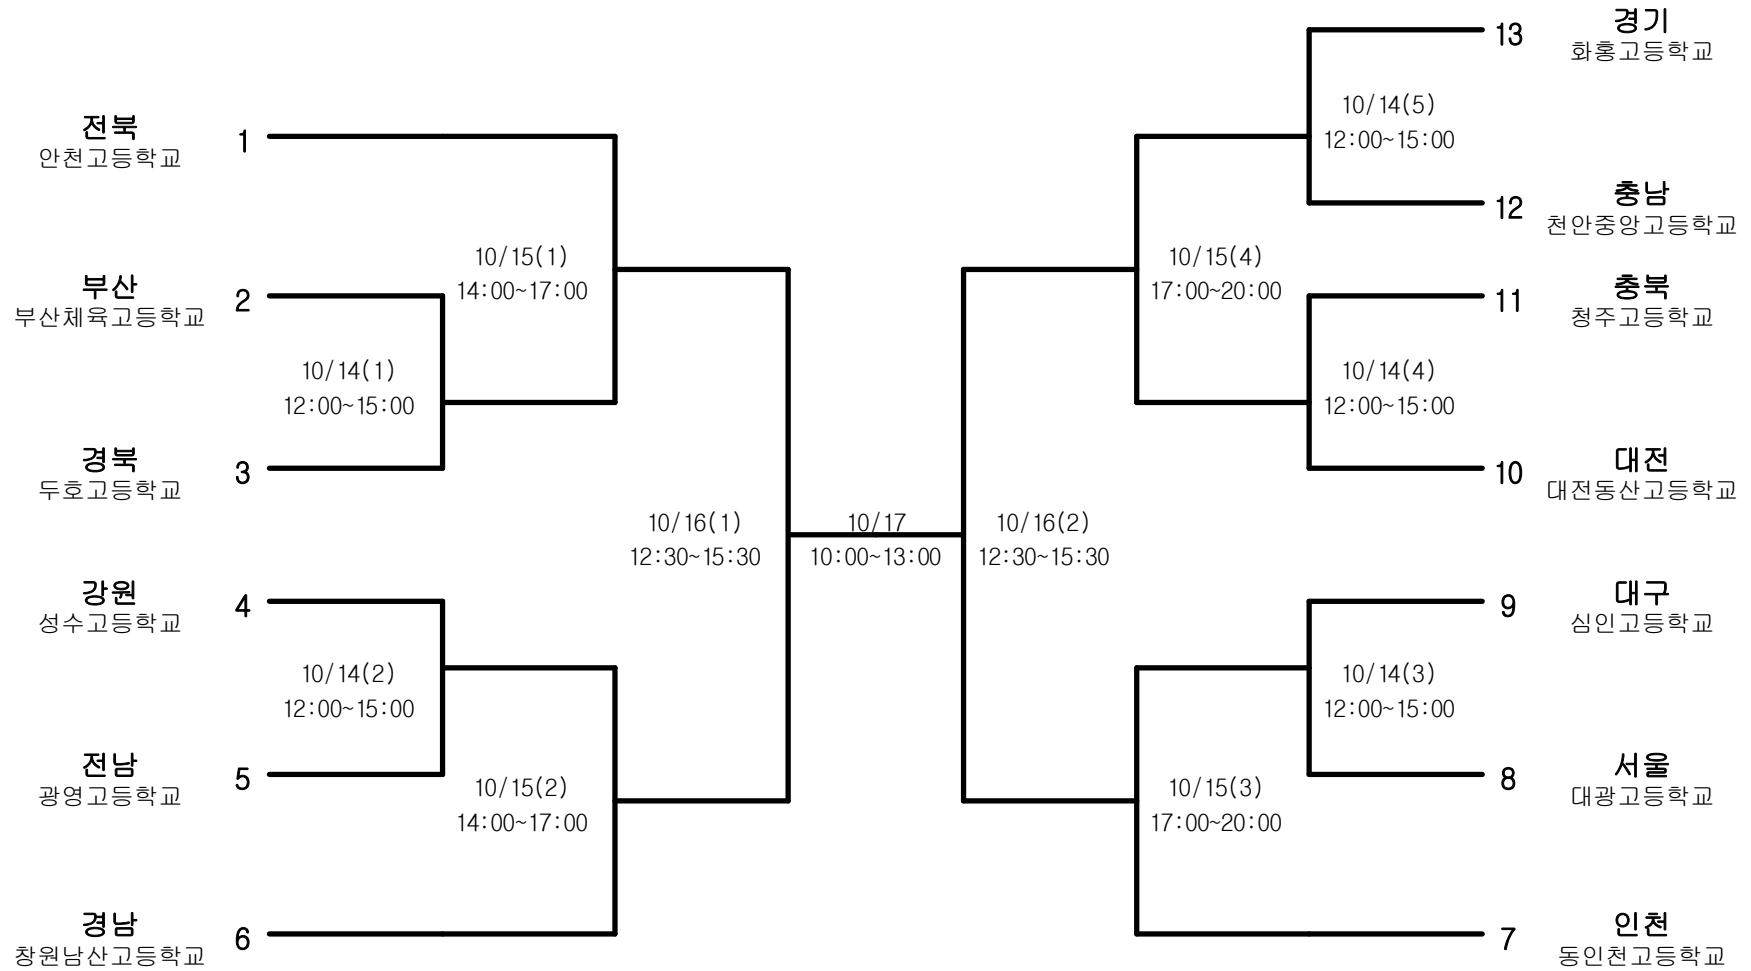 전북
안천고등학교
1
부산
부산체육고등학교
2
10/14(1)
12:00~15:00
경북
두호고등학교
3
10/15(1)
14:00~17:00
강원
성수고등학교
4
10/14(2)
12:00~15:00
전남
광영고등학교
5
10/15(2)
14:00~17:00
경남
창원남산고등학교
6
10/16(1)
12:30~15:30
10/17
10:00~13:00
10/16(2)
12:30~15:30
13
경기
화홍고등학교
10/14(5)
12:00~15:00
12
충남
천안중앙고등학교
10/15(4)
17:00~20:00
11
충북
청주고등학교
10/14(4)
12:00~15:00
10
대전
대전동산고등학교
9
대구
심인고등학교
10/14(3)
12:00~15:00
8
서울
대광고등학교
10/15(3)
17:00~20:00
7
인천
동인천고등학교